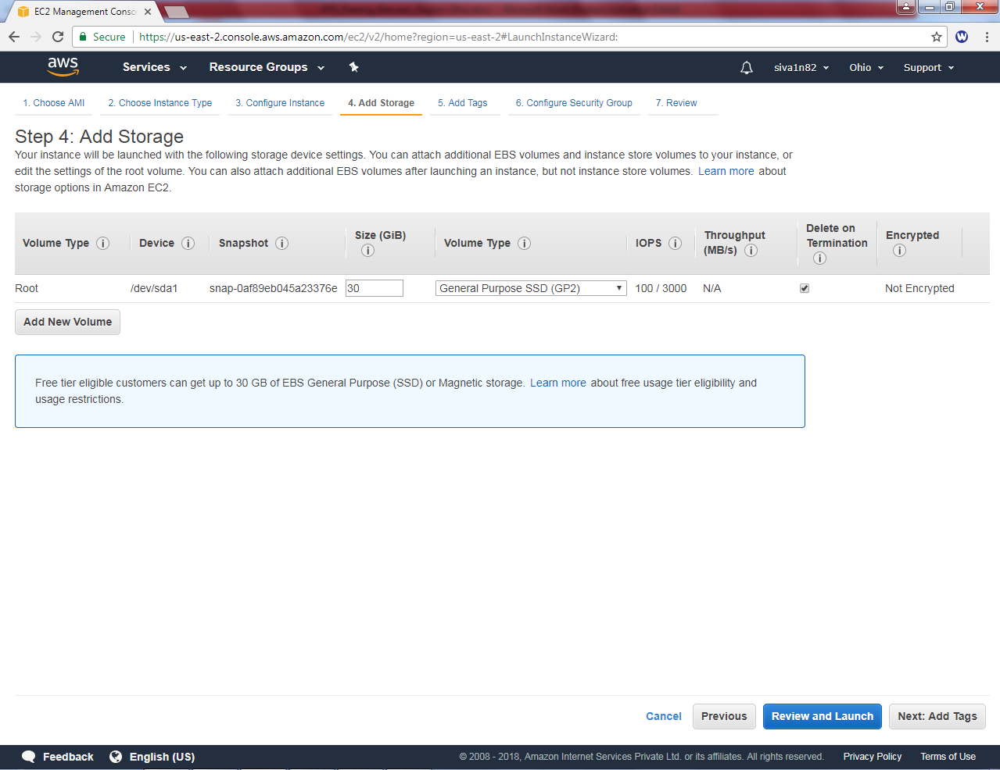 EC2 Management Conso
Secure https://us-east-2.console.aws.amazon.com/ec2/v2/home?region=us-east-2#LaunchInstanceWizard:
W
aws Services Resource Groups siva1n82 Ohio Support
1. Choose AMI 2. Choose Instance Type 3. Configure Instance 4. Add Storage 5. Add Tags 6. Configure Security Group 7. Review
Step 4: Add Storage
Your instance will be launched with the following storage device settings. You can attach additional EBS volumes and instance store volumes to your instance, or
edit the settings of the root volume. You can also attach additional EBS volumes after launching an instance, but not instance store volumes. Learn more about
storage options in Amazon EC2.
Volume Type i Device i Snapshot i Size (GiB) i Volume Type i IOPS i Throughput (MB/s) i Delete on Termination i Encrypted i
Root /dev/sda1 snap-0af89eb045a23376e 30 General Purpose SSD (GP2) 100 / 3000 N/A Not Encrypted
Add New Volume
Free tier eligible customers can get up to 30 GB of EBS General Purpose (SSD) or Magnetic storage. Learn more about free usage tier eligibility and
usage restrictions.
Cancel Previous Review and Launch Next: Add Tags
Feedback English (US) © 2008 - 2018, Amazon Internet Services Private Ltd. or its affiliates. All rights reserved. Privacy Policy Terms of Use